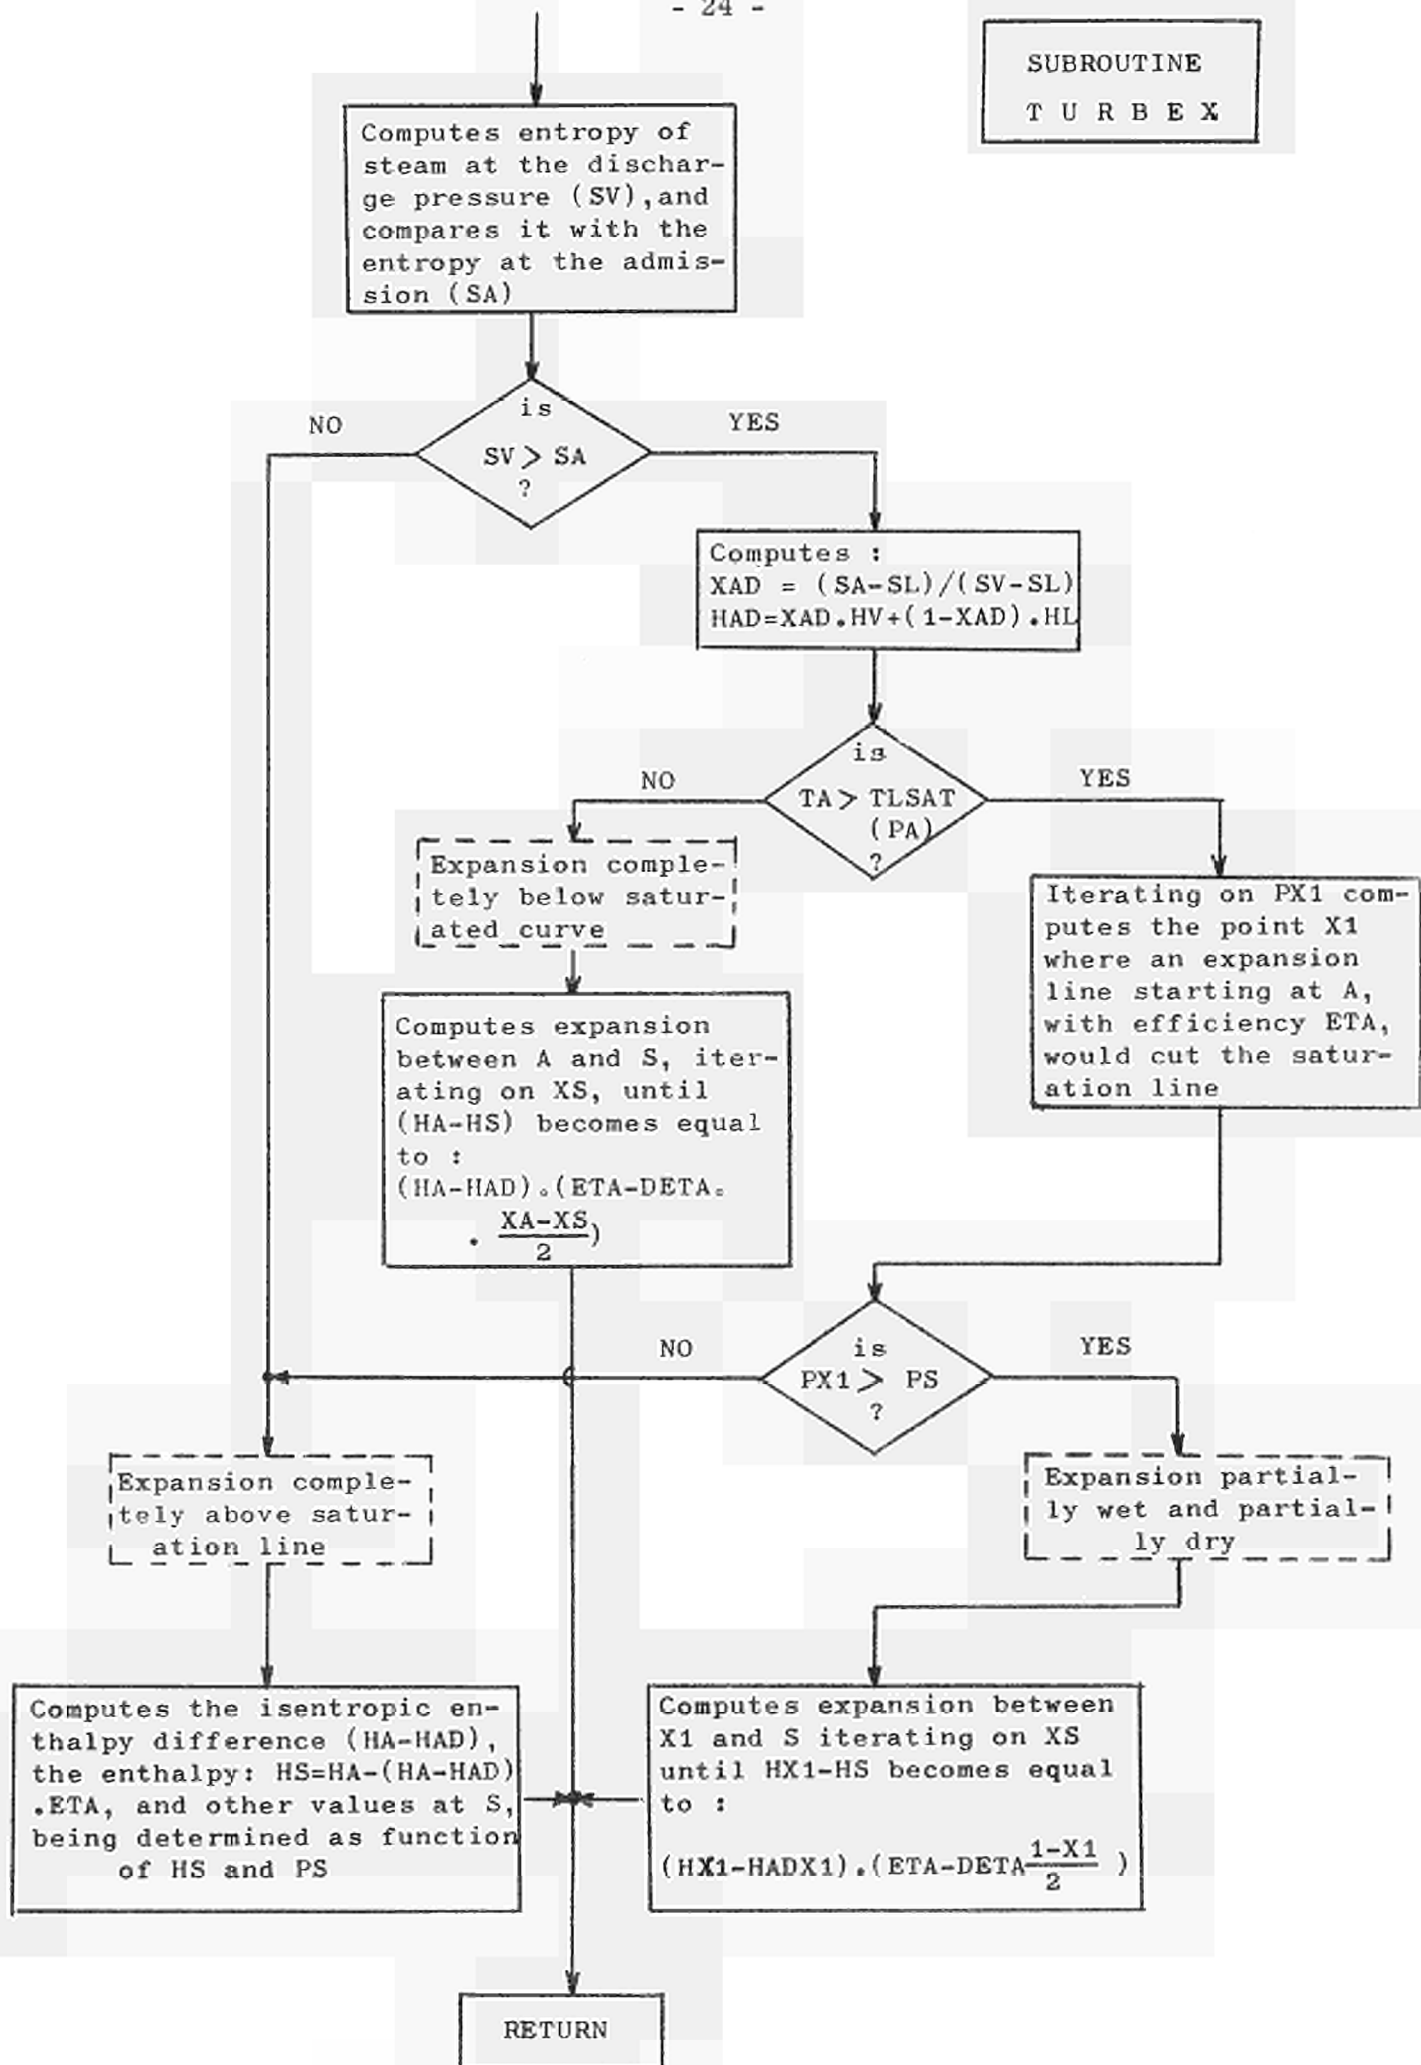 - 24 -
SUBROUTINE
T U R B E X
Computes entropy of
steam at the dischar-
ge pressure (SV),and
compares it with the
entropy at the admis-
sion (SA)
is
SV > SA
?
NO
YES
Computes :
XAD = (SA-SL)/(SV-SL)
HAD=XAD.HV+(1-XAD).HL
is
TA > TLSAT
(PA)
?
NO
YES
Expansion comple-
tely below satur-
ated curve
Iterating on PX1 com-
putes the point X1
where an expansion
line starting at A,
with efficiency ETA,
would cut the satur-
ation line
Computes expansion
between A and S, iter-
ating on XS, until
(HA-HS) becomes equal
to :
(HA-HAD).(ETA-DETA.
. XA-XS)
2
is
PX1 > PS
?
NO
YES
Expansion comple-
tely above satur-
ation line
Expansion partial-
ly wet and partial-
ly dry
Computes the isentropic en-
thalpy difference (HA-HAD),
the enthalpy: HS=HA-(HA-HAD)
.ETA, and other values at S,
being determined as function
of HS and PS
Computes expansion between
X1 and S iterating on XS
until HX1-HS becomes equal
to :
(HX1-HADX1).(ETA-DETA 1-X1 )
2
RETURN